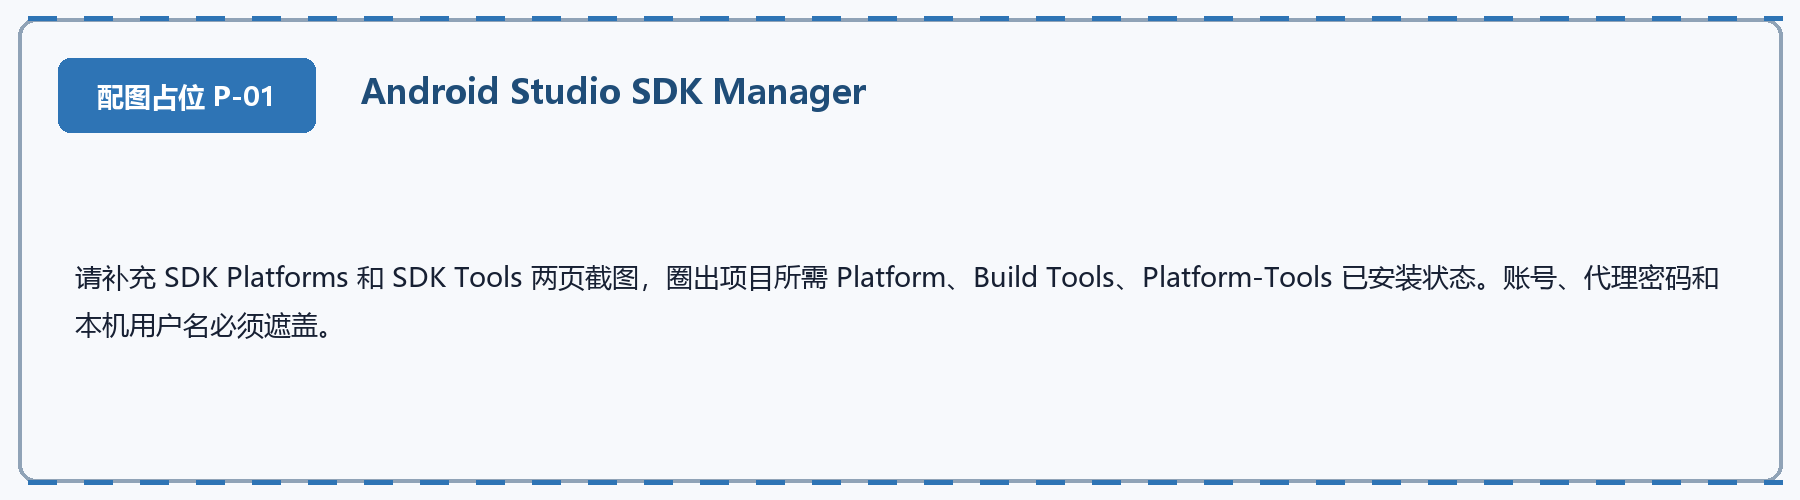 配图占位 P-01
Android Studio SDK Manager
请补充 SDK Platforms 和 SDK Tools 两页截图，圈出项目所需 Platform、Build Tools、Platform-Tools 已安装状态。账号、代理密码和
本机用户名必须遮盖。